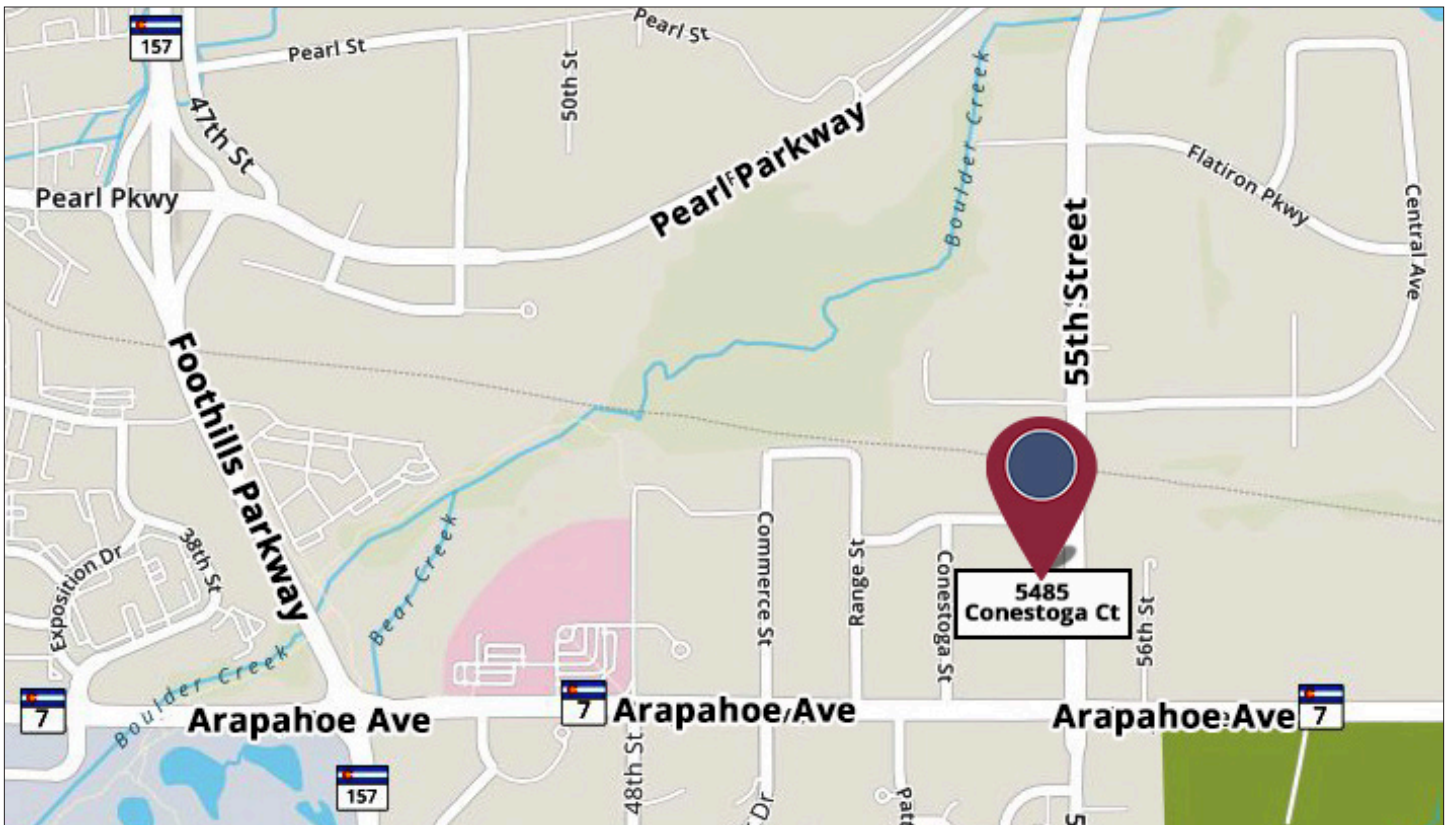 157
Pearl St
Pearl St
50th St
47th St
Pearl Pkwy
Pearl Parkway
Boulder Creek
Flatiron Pkwy
Central Ave
55th Street
Foothills Parkway
38th St
Exposition Dr
Bear Creek
Boulder Creek
Commerce St
Range St
Conestoga St
5485
Conestoga Ct
56th St
7
Arapahoe Ave
7
Arapahoe Ave
Arapahoe Ave
7
157
48th St
Dr